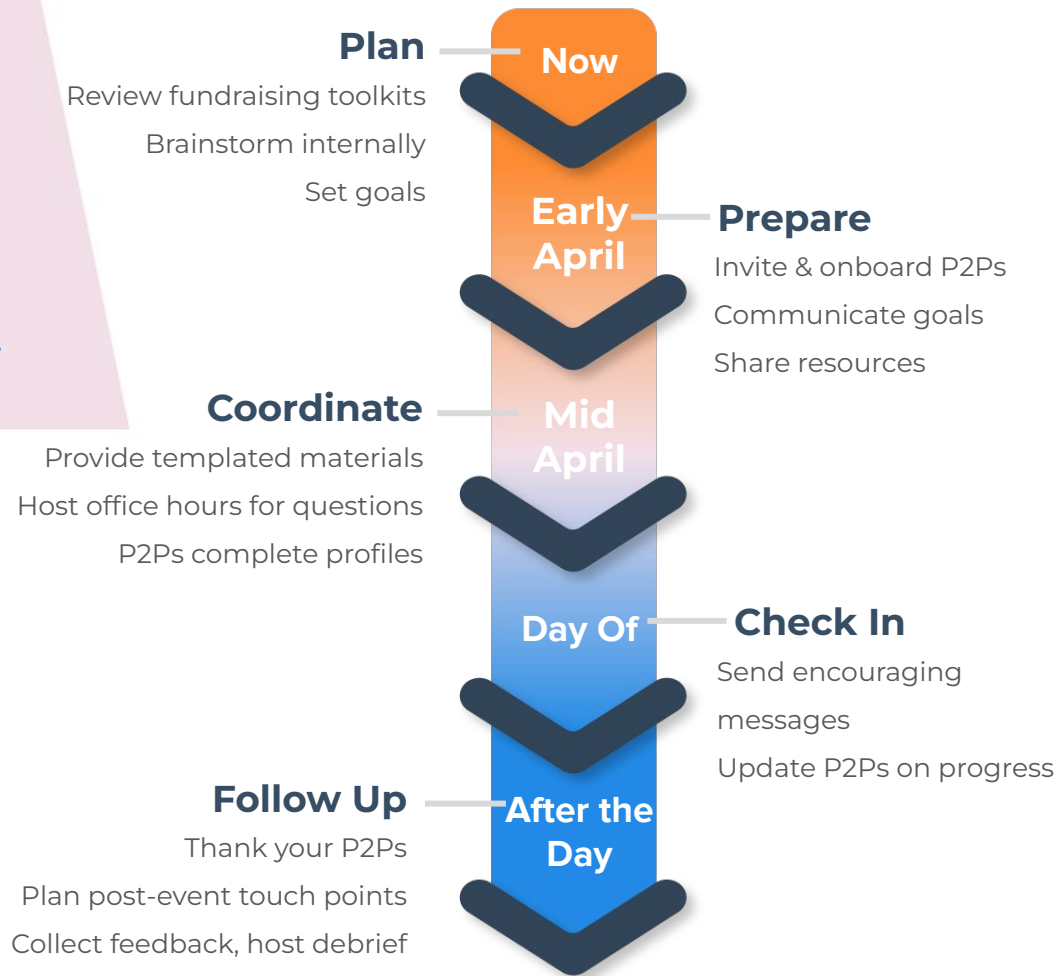 Plan
Now
Review fundraising toolkits
Brainstorm internally
Set goals
Early
April
Prepare
Invite & onboard P2Ps
Communicate goals
Share resources
Coordinate
Mid
April
Provide templated materials
Host office hours for questions
P2Ps complete profiles
Day Of
Check In
Send encouraging
messages
Update P2Ps on progress
Follow Up
After the
Day
Thank your P2Ps
Plan post-event touch points
Collect feedback, host debrief